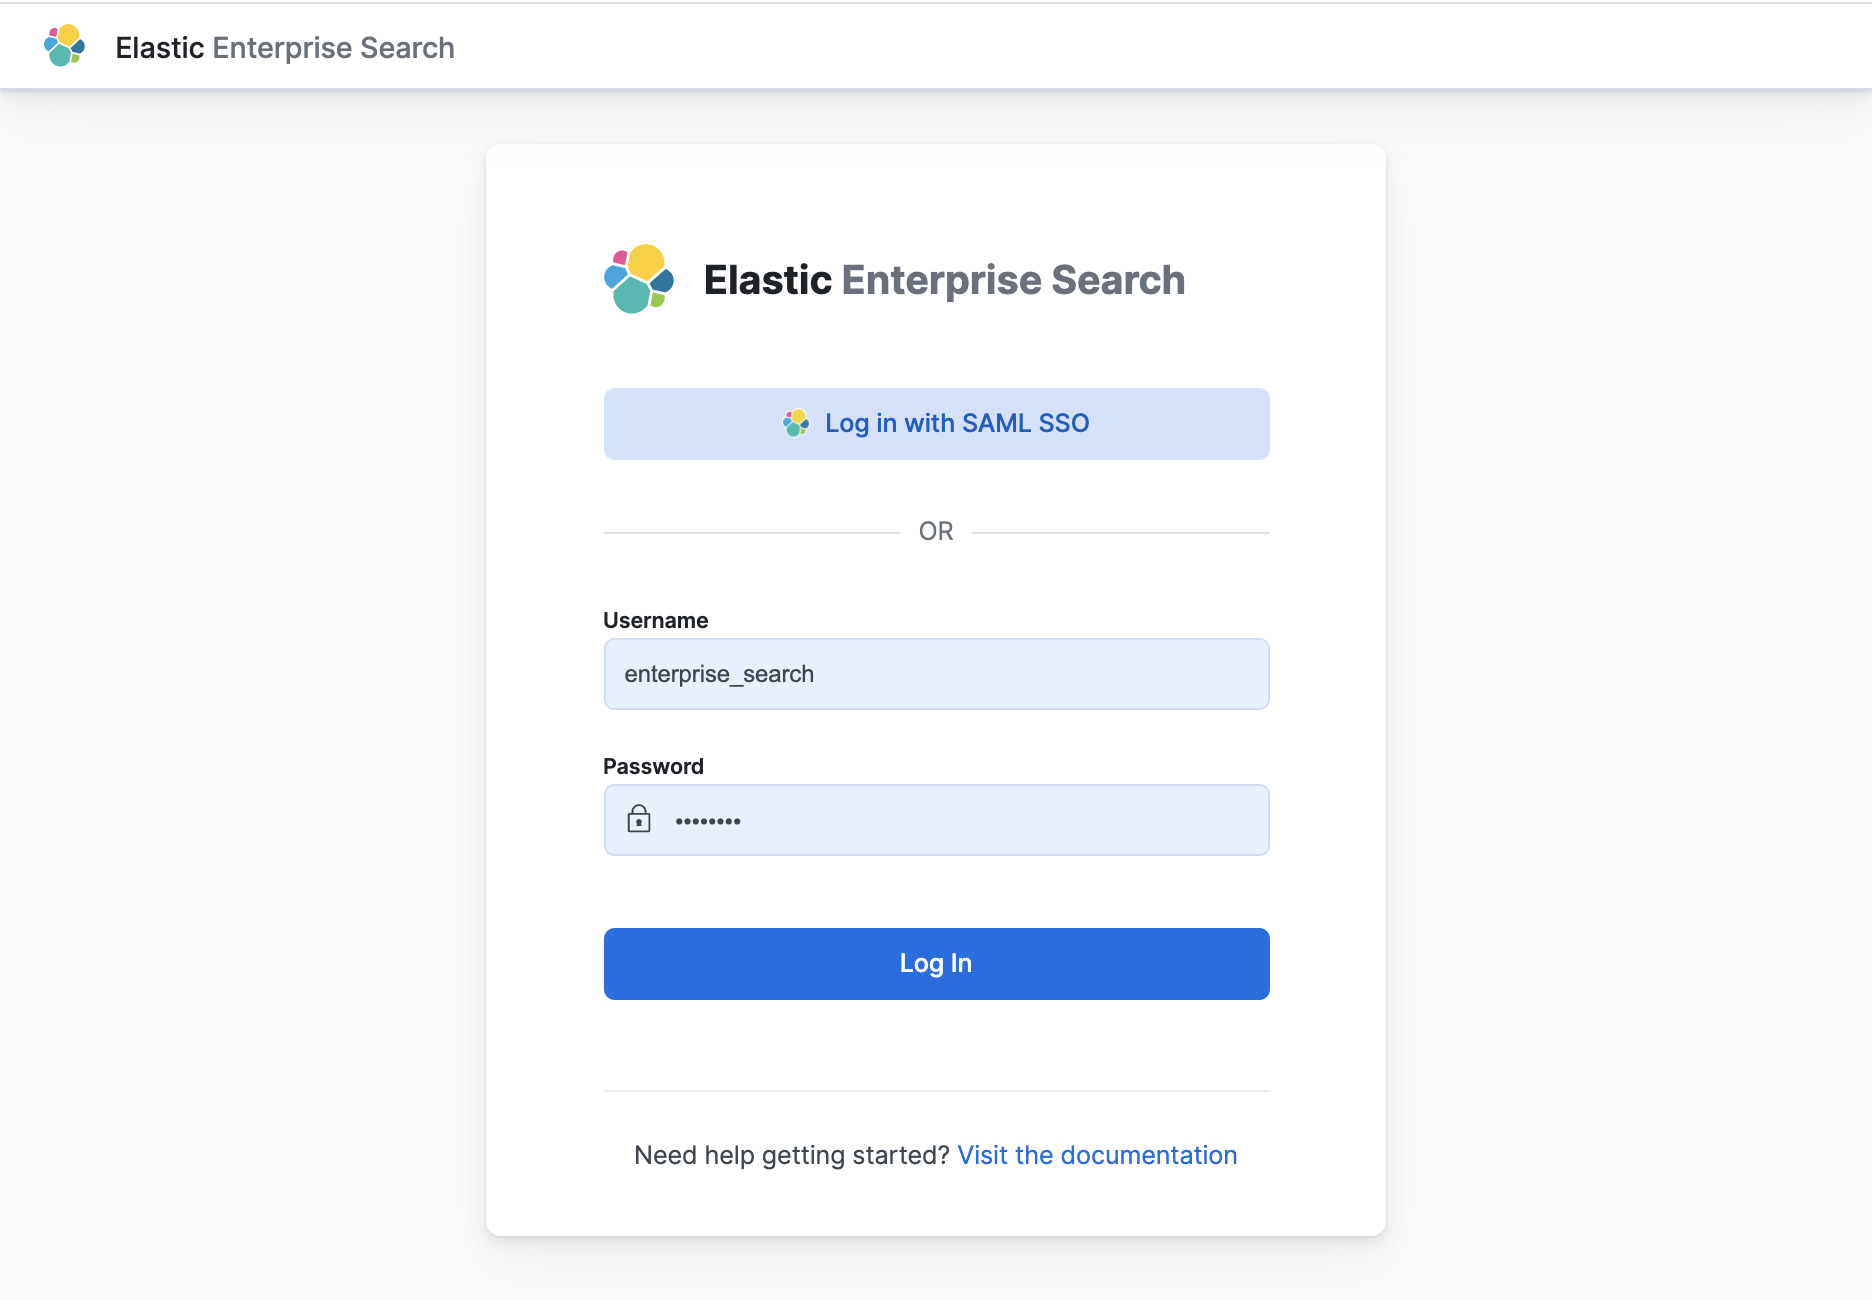 Elastic Enterprise Search
Elastic Enterprise Search
Log in with SAML SSO
OR
Username
enterprise_search
Password
••••••••
Log In
Need help getting started? Visit the documentation